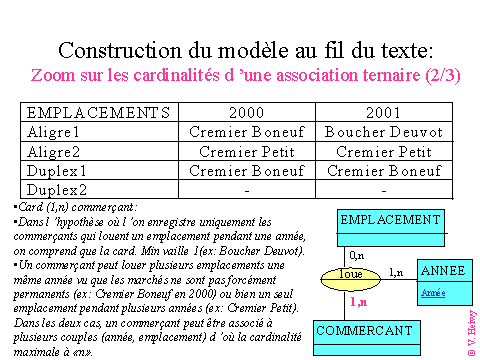 Construction du modèle au fil du texte:
Zoom sur les cardinalités d ’une association ternaire (2/3)
EMPLACEMENTS 2000 2001
Aligre1 Cremier Boneuf Boucher Deuvot
Aligre2 Cremier Petit Cremier Petit
Duplex1 Cremier Boneuf Cremier Boneuf
Duplex2 - -
•Card (1,n) commerçant:
•Dans l ’hypothèse où l ’on enregistre uniquement les
commerçants qui louent un emplacement pendant une année,
on comprend que la card. Min vaille 1(ex: Boucher Deuvot).
•Un commerçant peut louer plusieurs emplacements une
même année vu que les marchés ne sont pas forcément
permanents (ex: Cremier Boneuf en 2000) ou bien un seul
emplacement pendant plusieurs années (ex: Cremier Petit).
Dans les deux cas, un commerçant peut être associé à
plusieurs couples (année, emplacement) d ’où la cardinalité
maximale à «n».
EMPLACEMENT
0,n
loue
1,n
ANNEE
Année
1,n
COMMERCANT